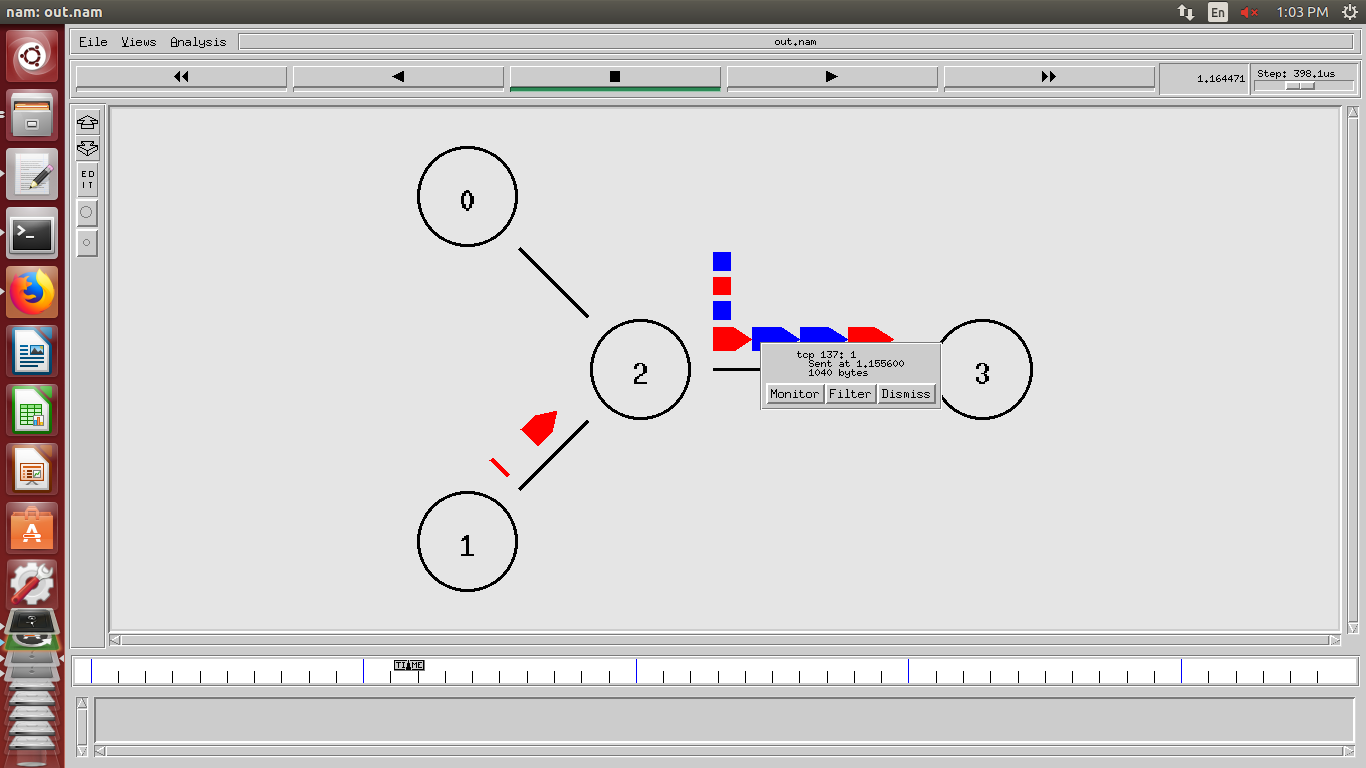 nam: out.nam
En
1:03 PM
File Views Analysis
out.nam
1.164471
Step: 398.1us
ED
IT
0
2
3
1
tcp 137: 1
Sent at 1.155600
1040 bytes
Monitor Filter Dismiss
TIME